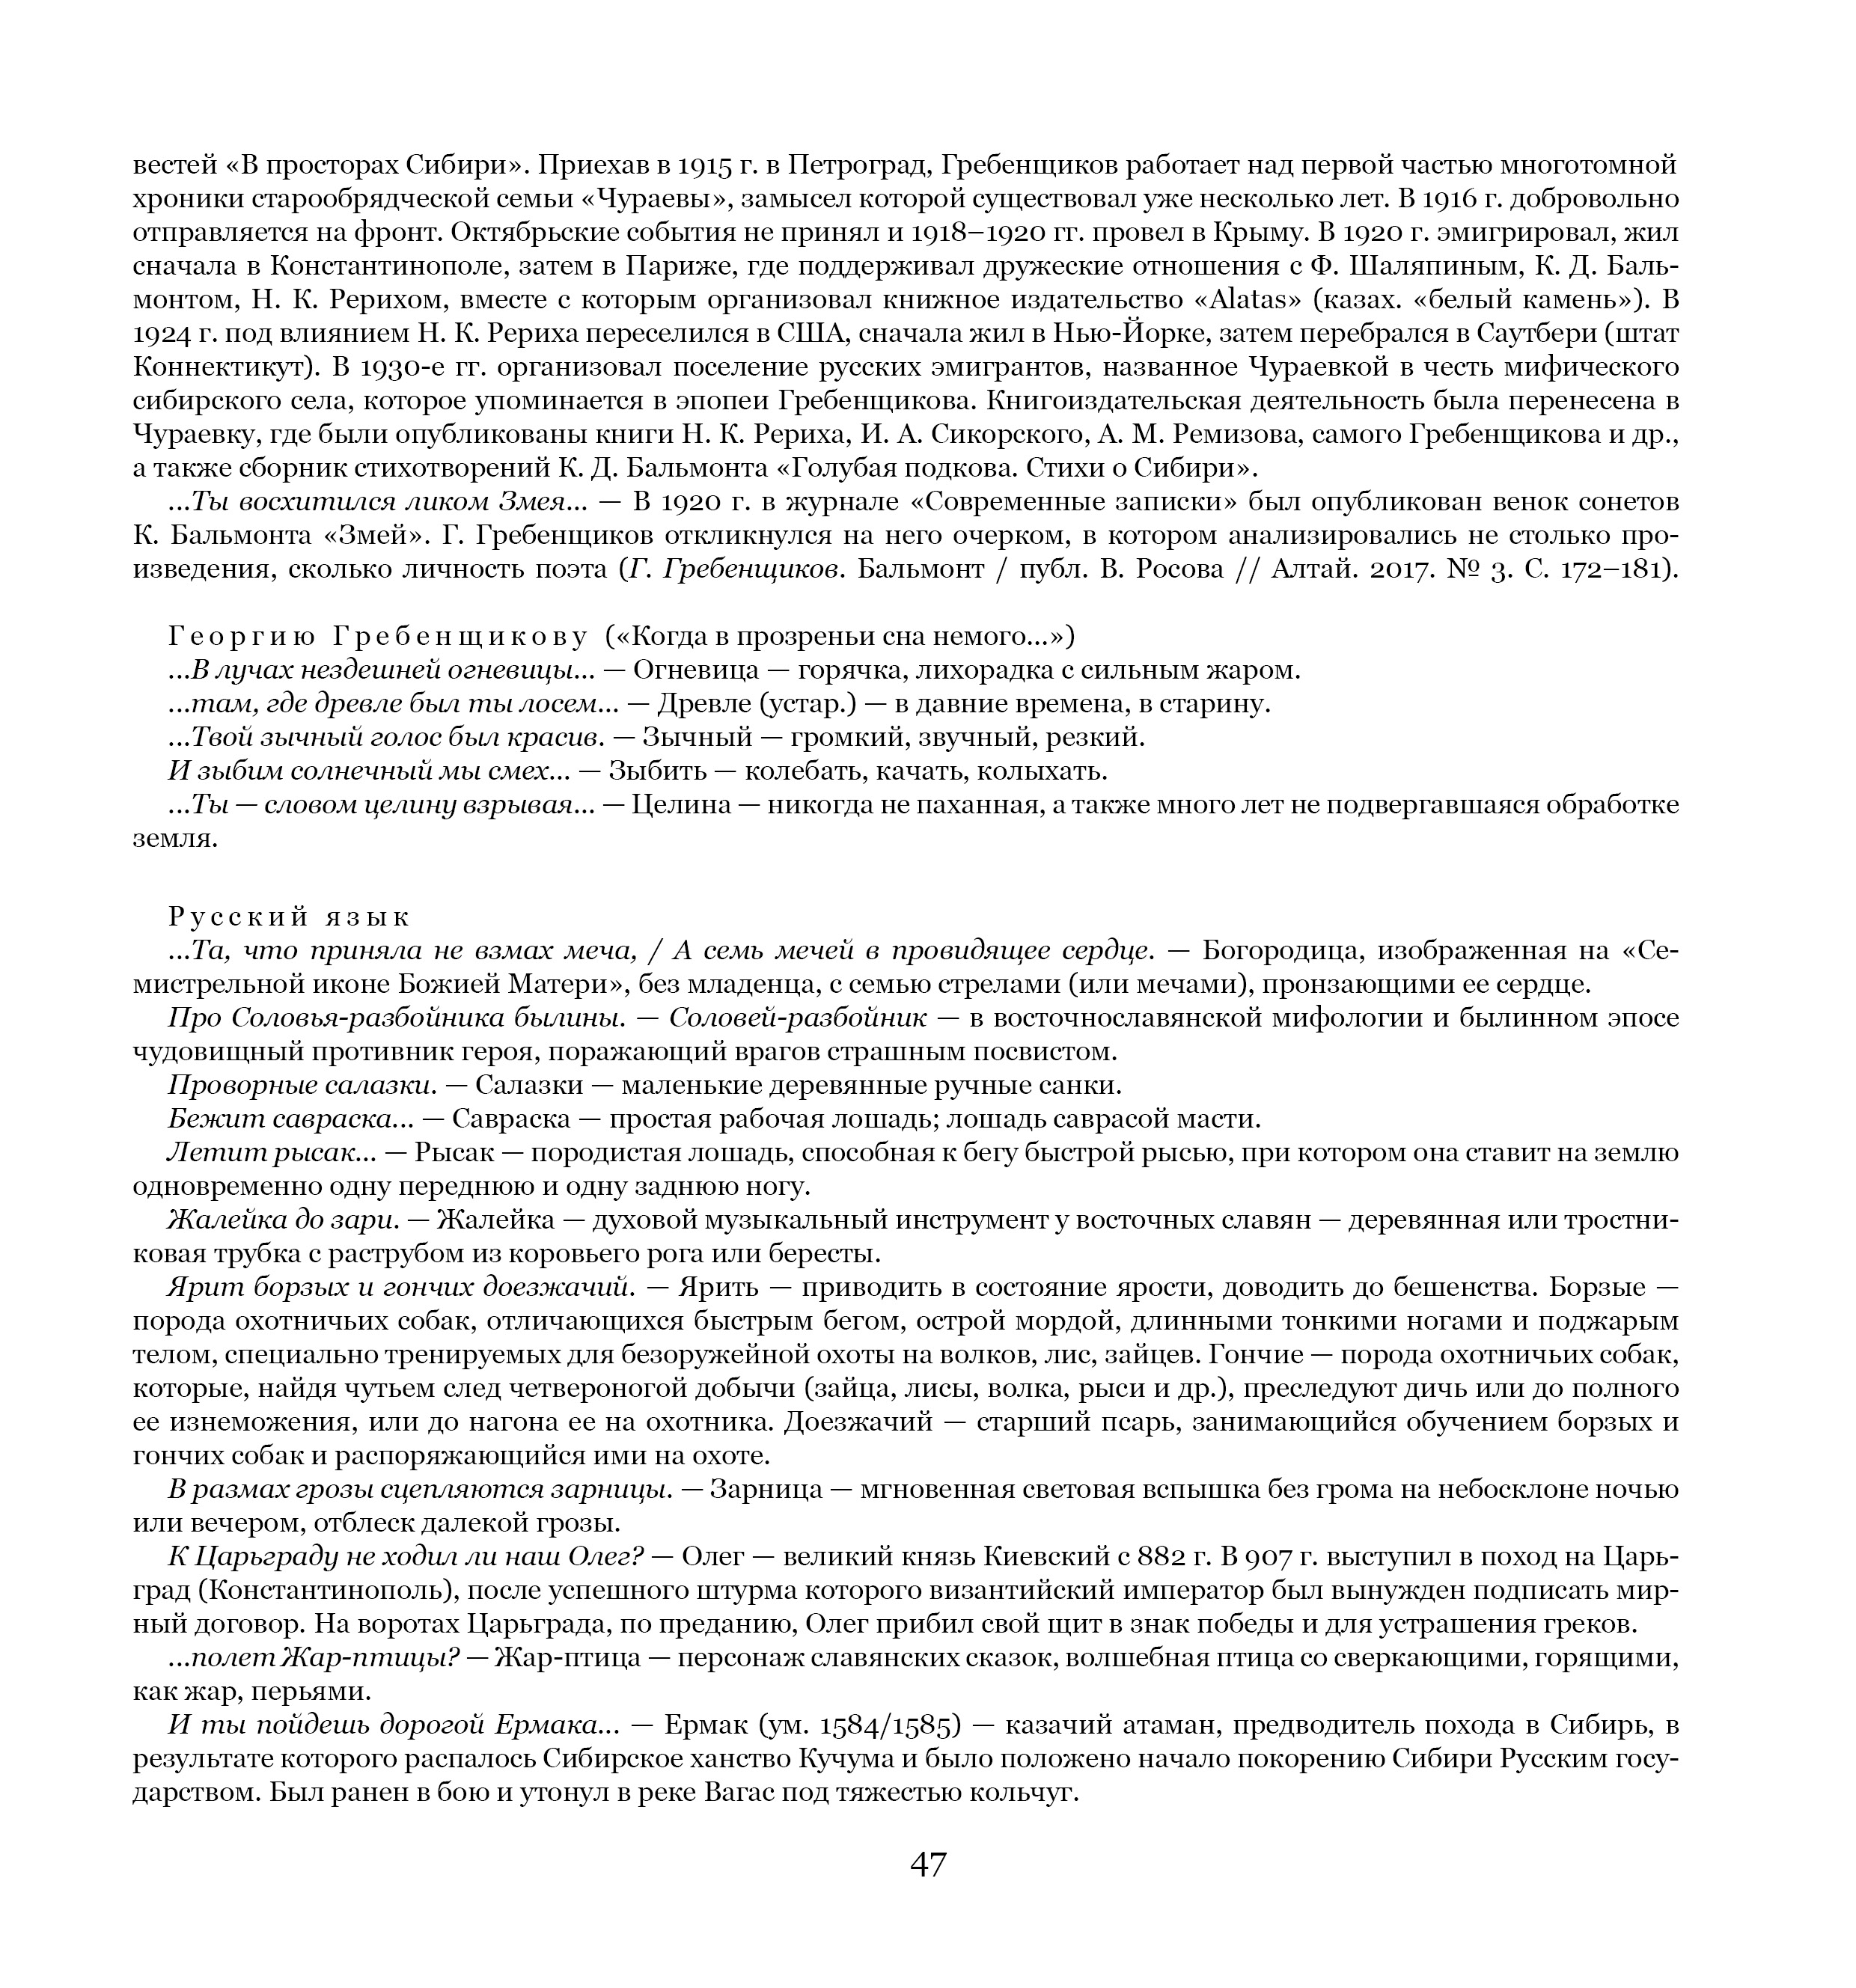 вестей «В просторах Сибири». Приехав в 1915 г. в Петроград, Гребенщиков работает над первой частью многотомной
хроники старообрядческой семьи «Чураевы», замысел которой существовал уже несколько лет. В 1916 г. добровольно
отправляется на фронт. Октябрьские события не принял и 1918–1920 гг. провел в Крыму. В 1920 г. эмигрировал, жил
сначала в Константинополе, затем в Париже, где поддерживал дружеские отношения с Ф. Шаляпиным, К. Д. Баль-
монтом, Н. К. Рерихом, вместе с которым организовал книжное издательство «Alatas» (казах. «белый камень»). В
1924 г. под влиянием Н. К. Рериха переселился в США, сначала жил в Нью-Йорке, затем перебрался в Саутбери (штат
Коннектикут). В 1930-е гг. организовал поселение русских эмигрантов, названное Чураевкой в честь мифического
сибирского села, которое упоминается в эпопеи Гребенщикова. Книгоиздательская деятельность была перенесена в
Чураевку, где были опубликованы книги Н. К. Рериха, И. А. Сикорского, А. М. Ремизова, самого Гребенщикова и др.,
а также сборник стихотворений К. Д. Бальмонта «Голубая подкова. Стихи о Сибири».
...Ты восхитился ликом Змея... — В 1920 г. в журнале «Современные записки» был опубликован венок сонетов
К. Бальмонта «Змей». Г. Гребенщиков откликнулся на него очерком, в котором анализировались не столько про-
изведения, сколько личность поэта (Г. Гребенщиков. Бальмонт / публ. В. Росова // Алтай. 2017. № 3. С. 172–181).
Георгию Гребенщикову («Когда в прозреньи сна немого...»)
...В лучах нездешней огневицы... — Огневица — горячка, лихорадка с сильным жаром.
...там, где древле был ты лосем... — Древле (устар.) — в давние времена, в старину.
...Твой зычный голос был красив. — Зычный — громкий, звучный, резкий.
И зыбим солнечный мы смех... — Зыбить — колебать, качать, колыхать.
...Ты — словом целину взрывая... — Целина — никогда не паханная, а также много лет не подвергавшаяся обработке
земля.
Русский язык
...Та, что приняла не взмах меча, / А семь мечей в провидящее сердце. — Богородица, изображенная на «Се-
мистрельной иконе Божией Матери», без младенца, с семью стрелами (или мечами), пронзающими ее сердце.
Про Соловья-разбойника былины. — Соловей-разбойник — в восточнославянской мифологии и былинном эпосе
чудовищный противник героя, поражающий врагов страшным посвистом.
Проворные салазки. — Салазки — маленькие деревянные ручные санки.
Бежит савраска... — Савраска — простая рабочая лошадь; лошадь саврасой масти.
Летит рысак... — Рысак — породистая лошадь, способная к бегу быстрой рысью, при котором она ставит на землю
одновременно одну переднюю и одну заднюю ногу.
Жалейка до зари. — Жалейка — духовой музыкальный инструмент у восточных славян — деревянная или тростни-
ковая трубка с раструбом из коровьего рога или бересты.
Ярит борзых и гончих доезжачий. — Ярить — приводить в состояние ярости, доводить до бешенства. Борзые —
порода охотничьих собак, отличающихся быстрым бегом, острой мордой, длинными тонкими ногами и поджарым
телом, специально тренируемых для безоружейной охоты на волков, лис, зайцев. Гончие — порода охотничьих собак,
которые, найдя чутьем след четвероногой добычи (зайца, лисы, волка, рыси и др.), преследуют дичь или до полного
ее изнеможения, или до нагона ее на охотника. Доезжачий — старший псарь, занимающийся обучением борзых и
гончих собак и распоряжающийся ими на охоте.
В размах грозы сцепляются зарницы. — Зарница — мгновенная световая вспышка без грома на небосклоне ночью
или вечером, отблеск далекой грозы.
К Царьграду не ходил ли наш Олег? — Олег — великий князь Киевский с 882 г. В 907 г. выступил в поход на Царь-
град (Константинополь), после успешного штурма которого византийский император был вынужден подписать мир-
ный договор. На воротах Царьграда, по преданию, Олег прибил свой щит в знак победы и для устрашения греков.
...полет Жар-птицы? — Жар-птица — персонаж славянских сказок, волшебная птица со сверкающими, горящими,
как жар, перьями.
И ты пойдешь дорогой Ермака... — Ермак (ум. 1584/1585) — казачий атаман, предводитель похода в Сибирь, в
результате которого распалось Сибирское ханство Кучума и было положено начало покорению Сибири Русским госу-
дарством. Был ранен в бою и утонул в реке Вагас под тяжестью кольчуг.
47